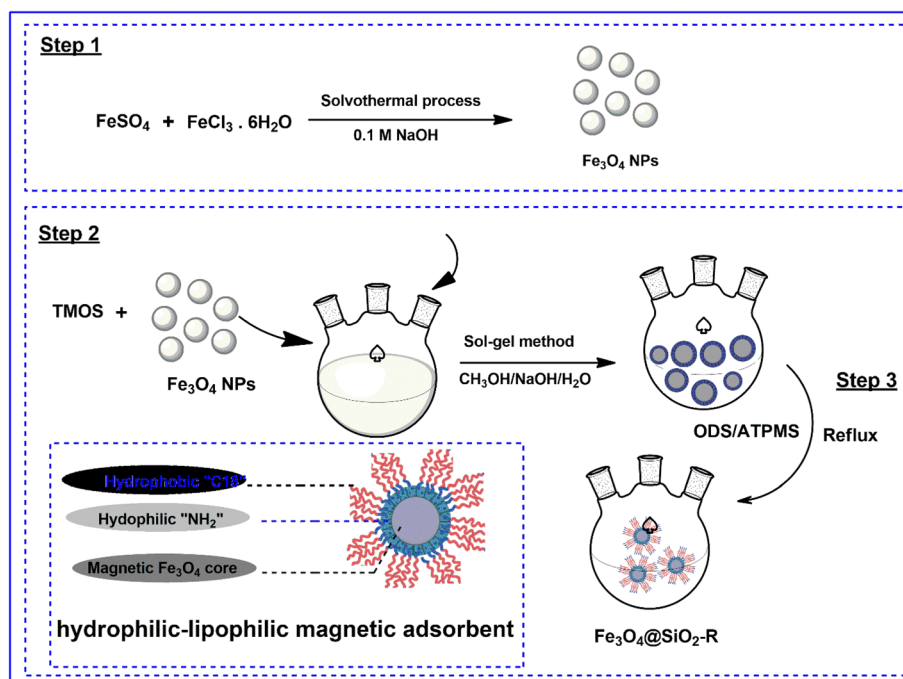 Step 1
FeSO₄ + FeCl₃ . 6H₂O
Solvothermal process
0.1 M NaOH
Fe₃O₄ NPs
Step 2
TMOS +
Fe₃O₄ NPs
Sol-gel method
CH₃OH/NaOH/H₂O
Step 3
ODS/ATPMS
Reflux
Hydrophobic "C18"
Hydophilic "NH₂"
Magnetic Fe₃O₄ core
hydrophilic-lipophilic magnetic adsorbent
Fe₃O₄@SiO₂-R